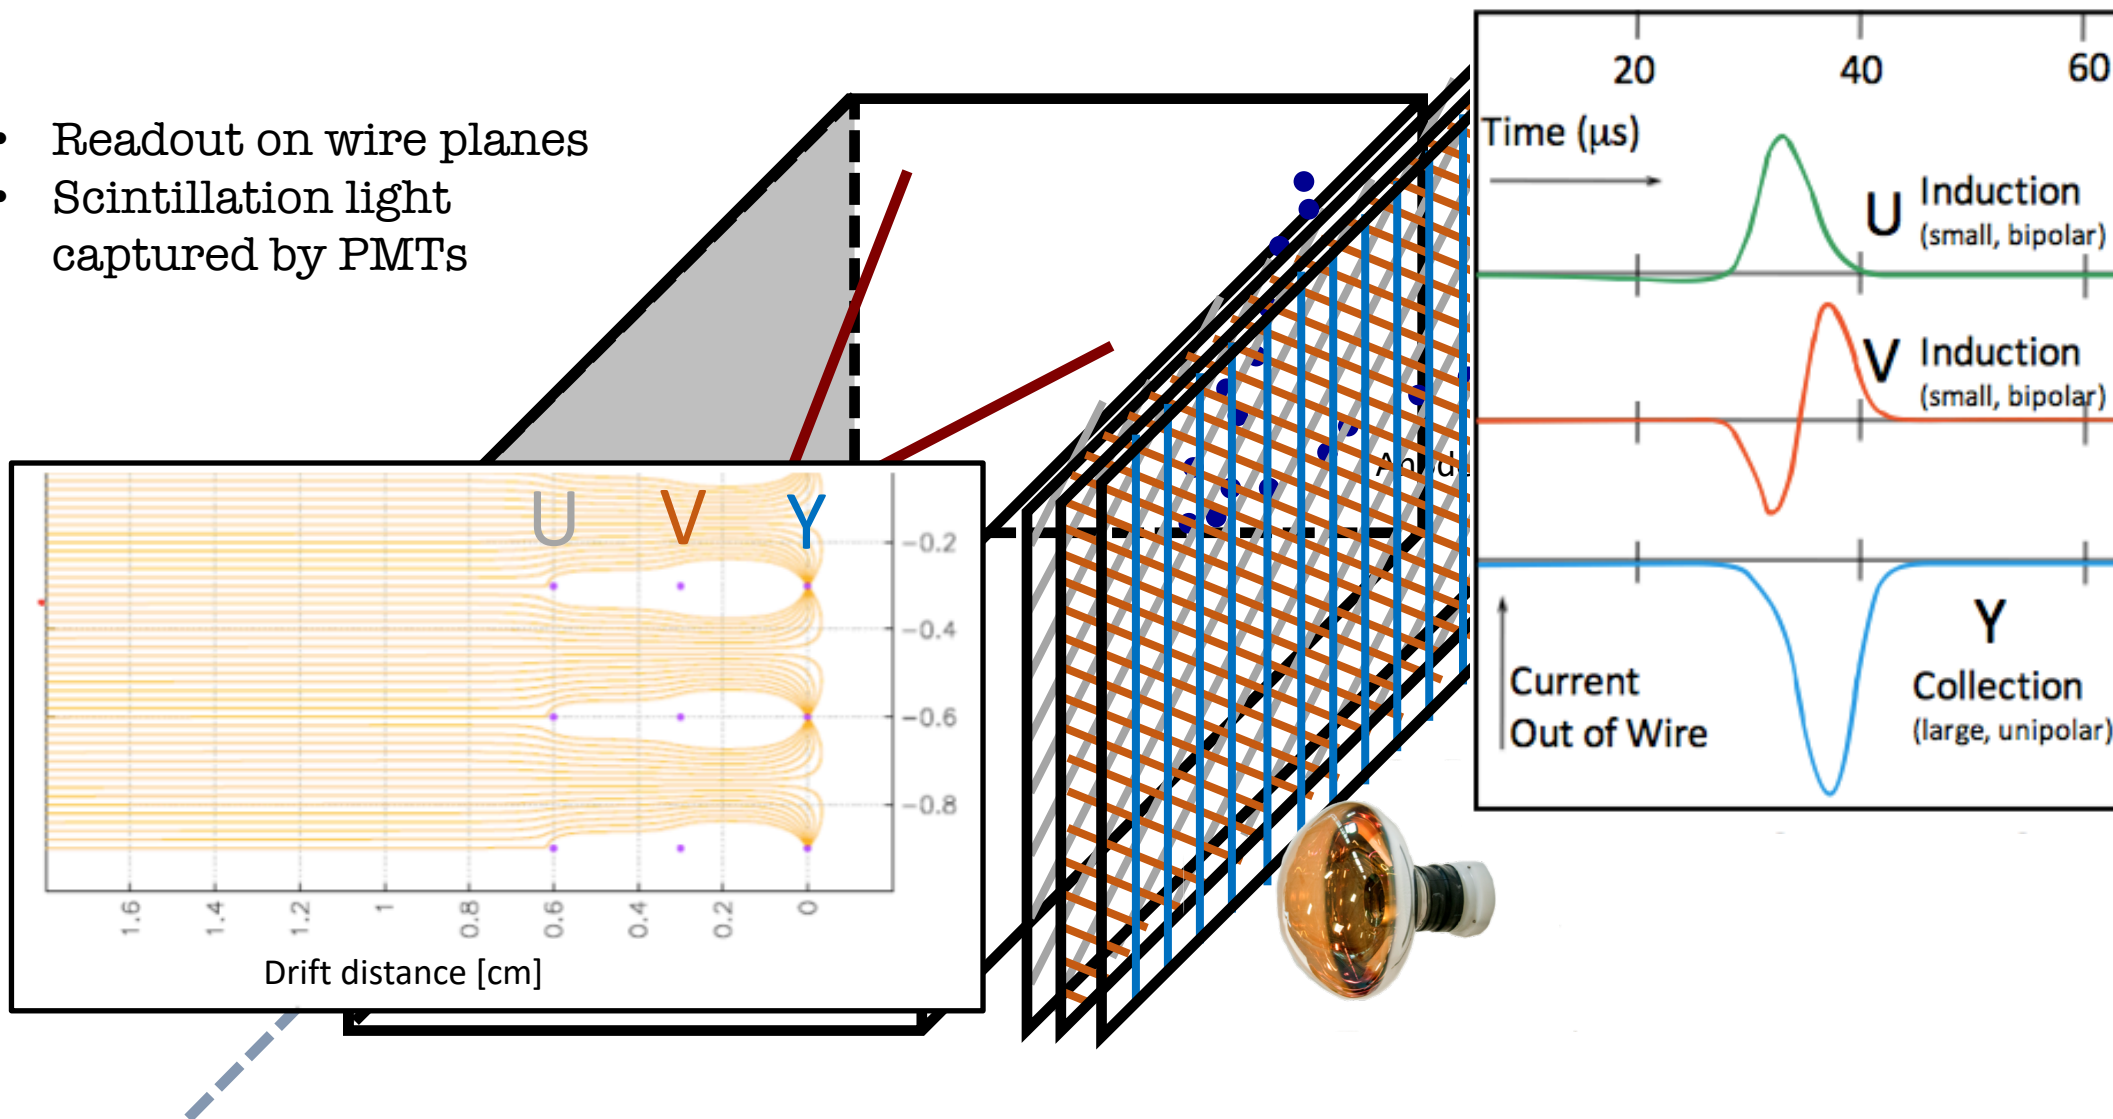 • Readout on wire planes
• Scintillation light
captured by PMTs
U V Y
-0.2
-0.4
-0.6
-0.8
1.6 1.4 1.2 1 0.8 0.6 0.4 0.2 0
Drift distance [cm]
20 40 60
Time (μs)
U Induction
(small, bipolar)
V Induction
(small, bipolar)
Y
Collection
(large, unipolar)
Current
Out of Wire